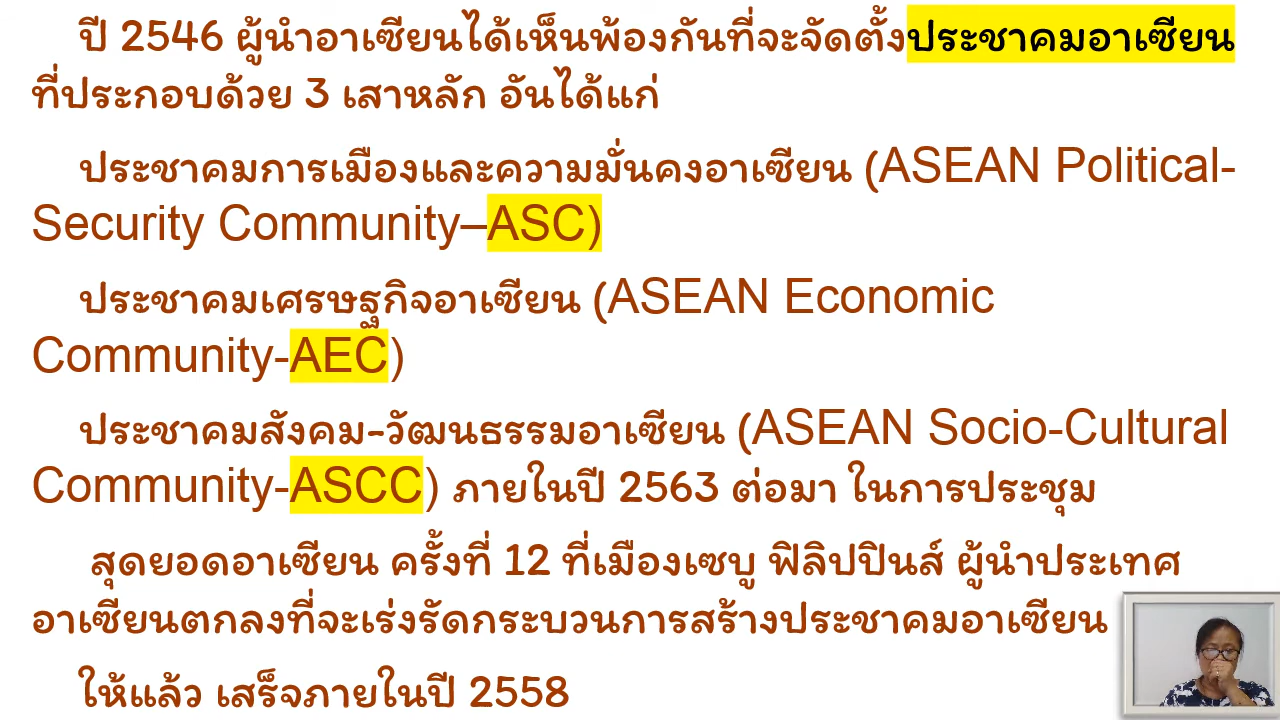 ปี 2546 ผู้นำอาเซียนได้เห็นพ้องกันที่จะจัดตั้งประชาคมอาเซียน
ที่ประกอบด้วย 3 เสาหลัก อันได้แก่
ประชาคมการเมืองและความมั่นคงอาเซียน (ASEAN Political-
Security Community–ASC)
ประชาคมเศรษฐกิจอาเซียน (ASEAN Economic
Community-AEC)
ประชาคมสังคม-วัฒนธรรมอาเซียน (ASEAN Socio-Cultural
Community-ASCC) ภายในปี 2563 ต่อมา ในการประชุม
สุดยอดอาเซียน ครั้งที่ 12 ที่เมืองเซบู ฟิลิปปินส์ ผู้นำประเทศ
อาเซียนตกลงที่จะเร่งรัดกระบวนการสร้างประชาคมอาเซียน
ให้แล้ว เสร็จภายในปี 2558